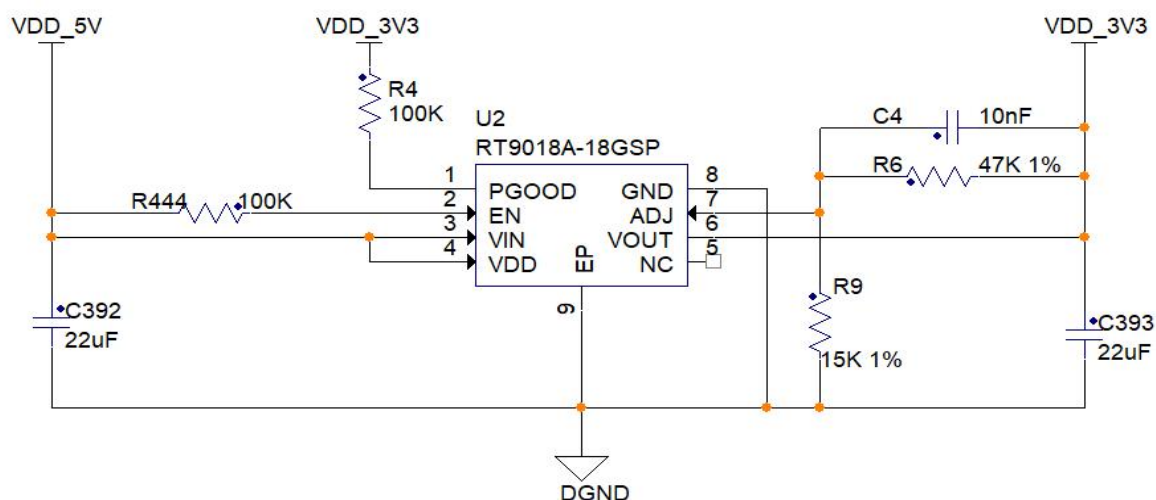 VDD_5V
VDD_3V3
VDD_3V3
R4
100K
U2
RT9018A-18GSP
C4 10nF
R6 47K 1%
R444 100K
1 PGOOD GND 8
2 EN ADJ 7
3 VIN VOUT 6
4 VDD NC 5
EP
9
C392
22uF
R9
15K 1%
C393
22uF
DGND